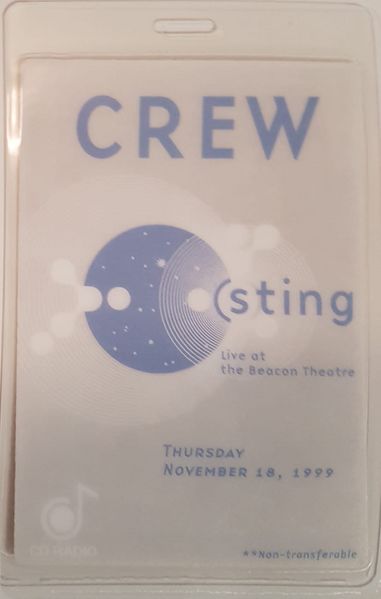 CREW
(sting
Live at
the Beacon Theatre
THURSDAY
NOVEMBER 18, 1999
CD RADIO
**Non-transferable